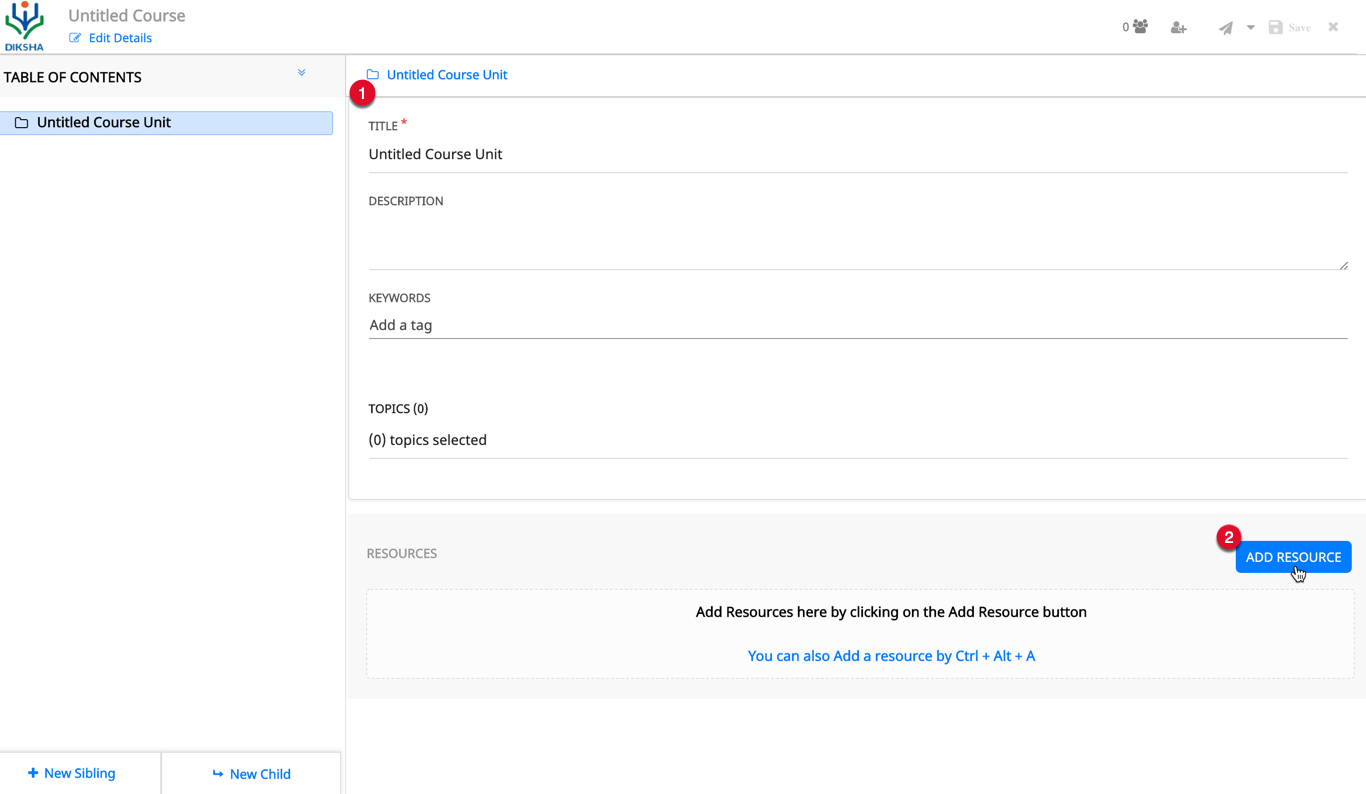 Untitled Course
DIKSHA
Edit Details
0
Save
TABLE OF CONTENTS
Untitled Course Unit
Untitled Course Unit
1
TITLE *
Untitled Course Unit
DESCRIPTION
KEYWORDS
Add a tag
TOPICS (0)
(0) topics selected
RESOURCES
2
ADD RESOURCE
Add Resources here by clicking on the Add Resource button
You can also Add a resource by Ctrl + Alt + A
+ New Sibling
New Child